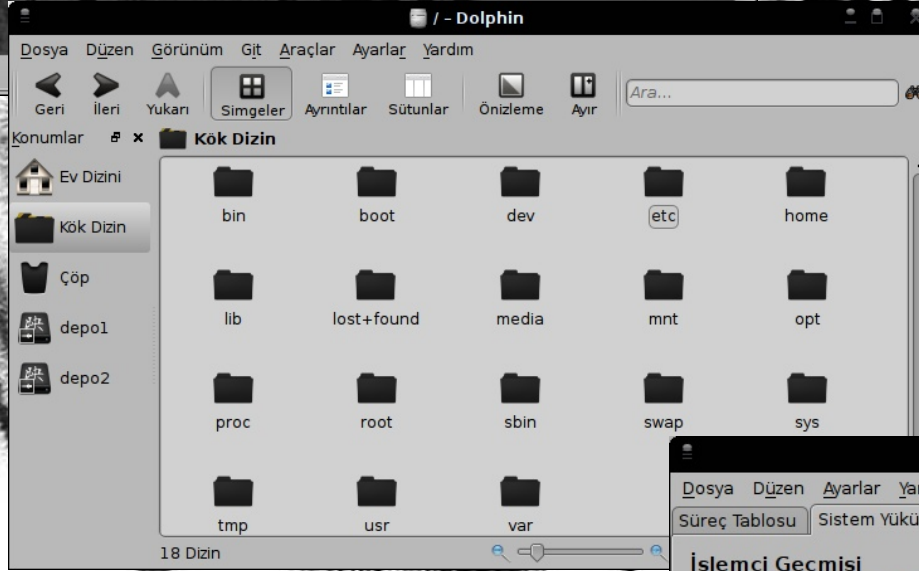 / – Dolphin
Dosya Düzen Görünüm Git Araçlar Ayarlar Yardım
Geri İleri Yukarı Simgeler Ayrıntılar Sütunlar Önizleme Ayır Ara...
Konumlar Kök Dizin
Ev Dizini
Kök Dizin
Çöp
depo1
depo2
bin boot dev etc home
lib lost+found media mnt opt
proc root sbin swap sys
tmp usr var
18 Dizin
Dosya Düzen Ayarlar
Süreç Tablosu Sistem Yükü
İşlemci Geçmişi